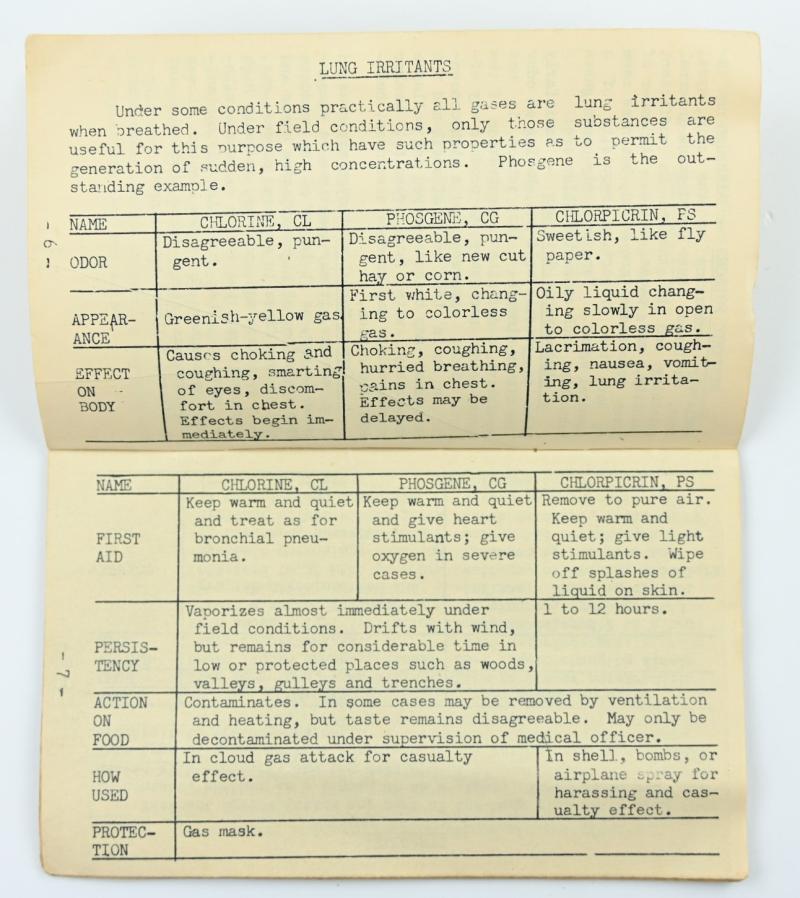 LUNG IRRITANTS
Under some conditions practically all gases are lung irritants
when breathed. Under field conditions, only those substances are
useful for this purpose which have such properties as to permit the
generation of sudden, high concentrations. Phosgene is the out-
standing example.
NAME CHLORINE, CL PHOSGENE, CG CHLORPICRIN, PS
ODOR
Disagreeable, pun-
gent.
Disagreeable, pun-
gent, like new cut
hay or corn.
Sweetish, like fly
paper.
APPEAR-
ANCE
Greenish-yellow gas
First white, chang-
ing to colorless
gas.
Oily liquid chang-
ing slowly in open
to colorless gas.
EFFECT
ON
BODY
Causes choking and
coughing, smarting
of eyes, discom-
fort in chest.
Effects begin im-
mediately.
Choking, coughing,
hurried breathing,
pains in chest.
Effects may be
delayed.
Lacrimation, cough-
ing, nausea, vomit-
ing, lung irrita-
tion.
- 6 -
NAME CHLORINE, CL PHOSGENE, CG CHLORPICRIN, PS
FIRST
AID
Keep warm and quiet
and treat as for
bronchial pneu-
monia.
Keep warm and quiet
and give heart
stimulants; give
oxygen in severe
cases.
Remove to pure air.
Keep warm and
quiet; give light
stimulants. Wipe
off splashes of
liquid on skin.
PERSIS-
TENCY
Vaporizes almost immediately under
field conditions. Drifts with wind,
but remains for considerable time in
low or protected places such as woods,
valleys, gulleys and trenches.
1 to 12 hours.
ACTION
ON
FOOD
Contaminates. In some cases may be removed by ventilation
and heating, but taste remains disagreeable. May only be
decontaminated under supervision of medical officer.
HOW
USED
In cloud gas attack for casualty
effect.
In shell, bombs, or
airplane spray for
harassing and cas-
ualty effect.
PROTEC-
TION
Gas mask.
- 7 -